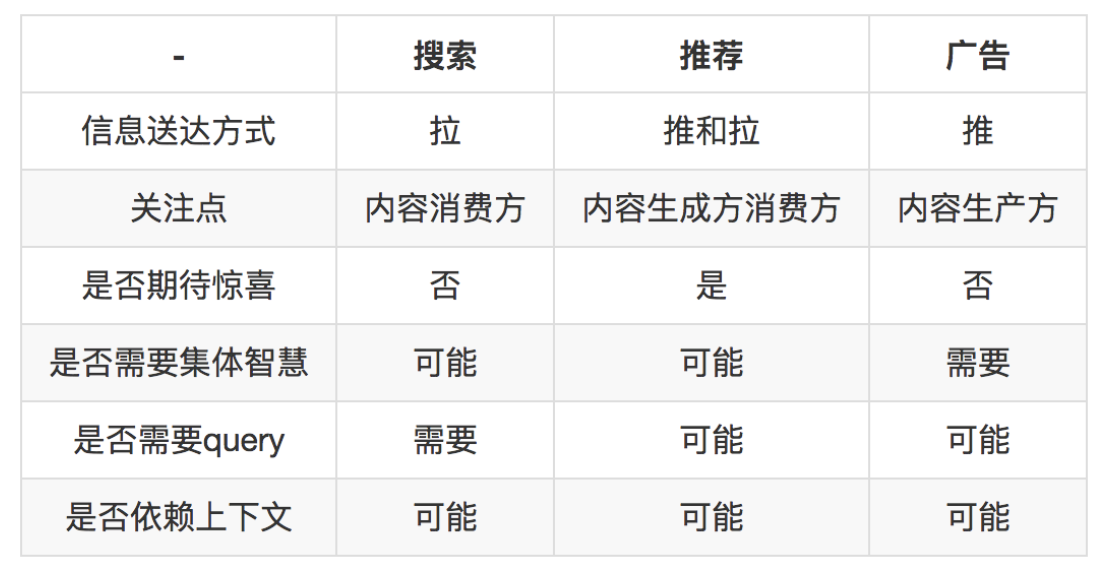 - 搜索 推荐 广告
信息送达方式 拉 推和拉 推
关注点 内容消费方 内容生成方消费方 内容生产方
是否期待惊喜 否 是 否
是否需要集体智慧 可能 可能 需要
是否需要query 需要 可能 可能
是否依赖上下文 可能 可能 可能